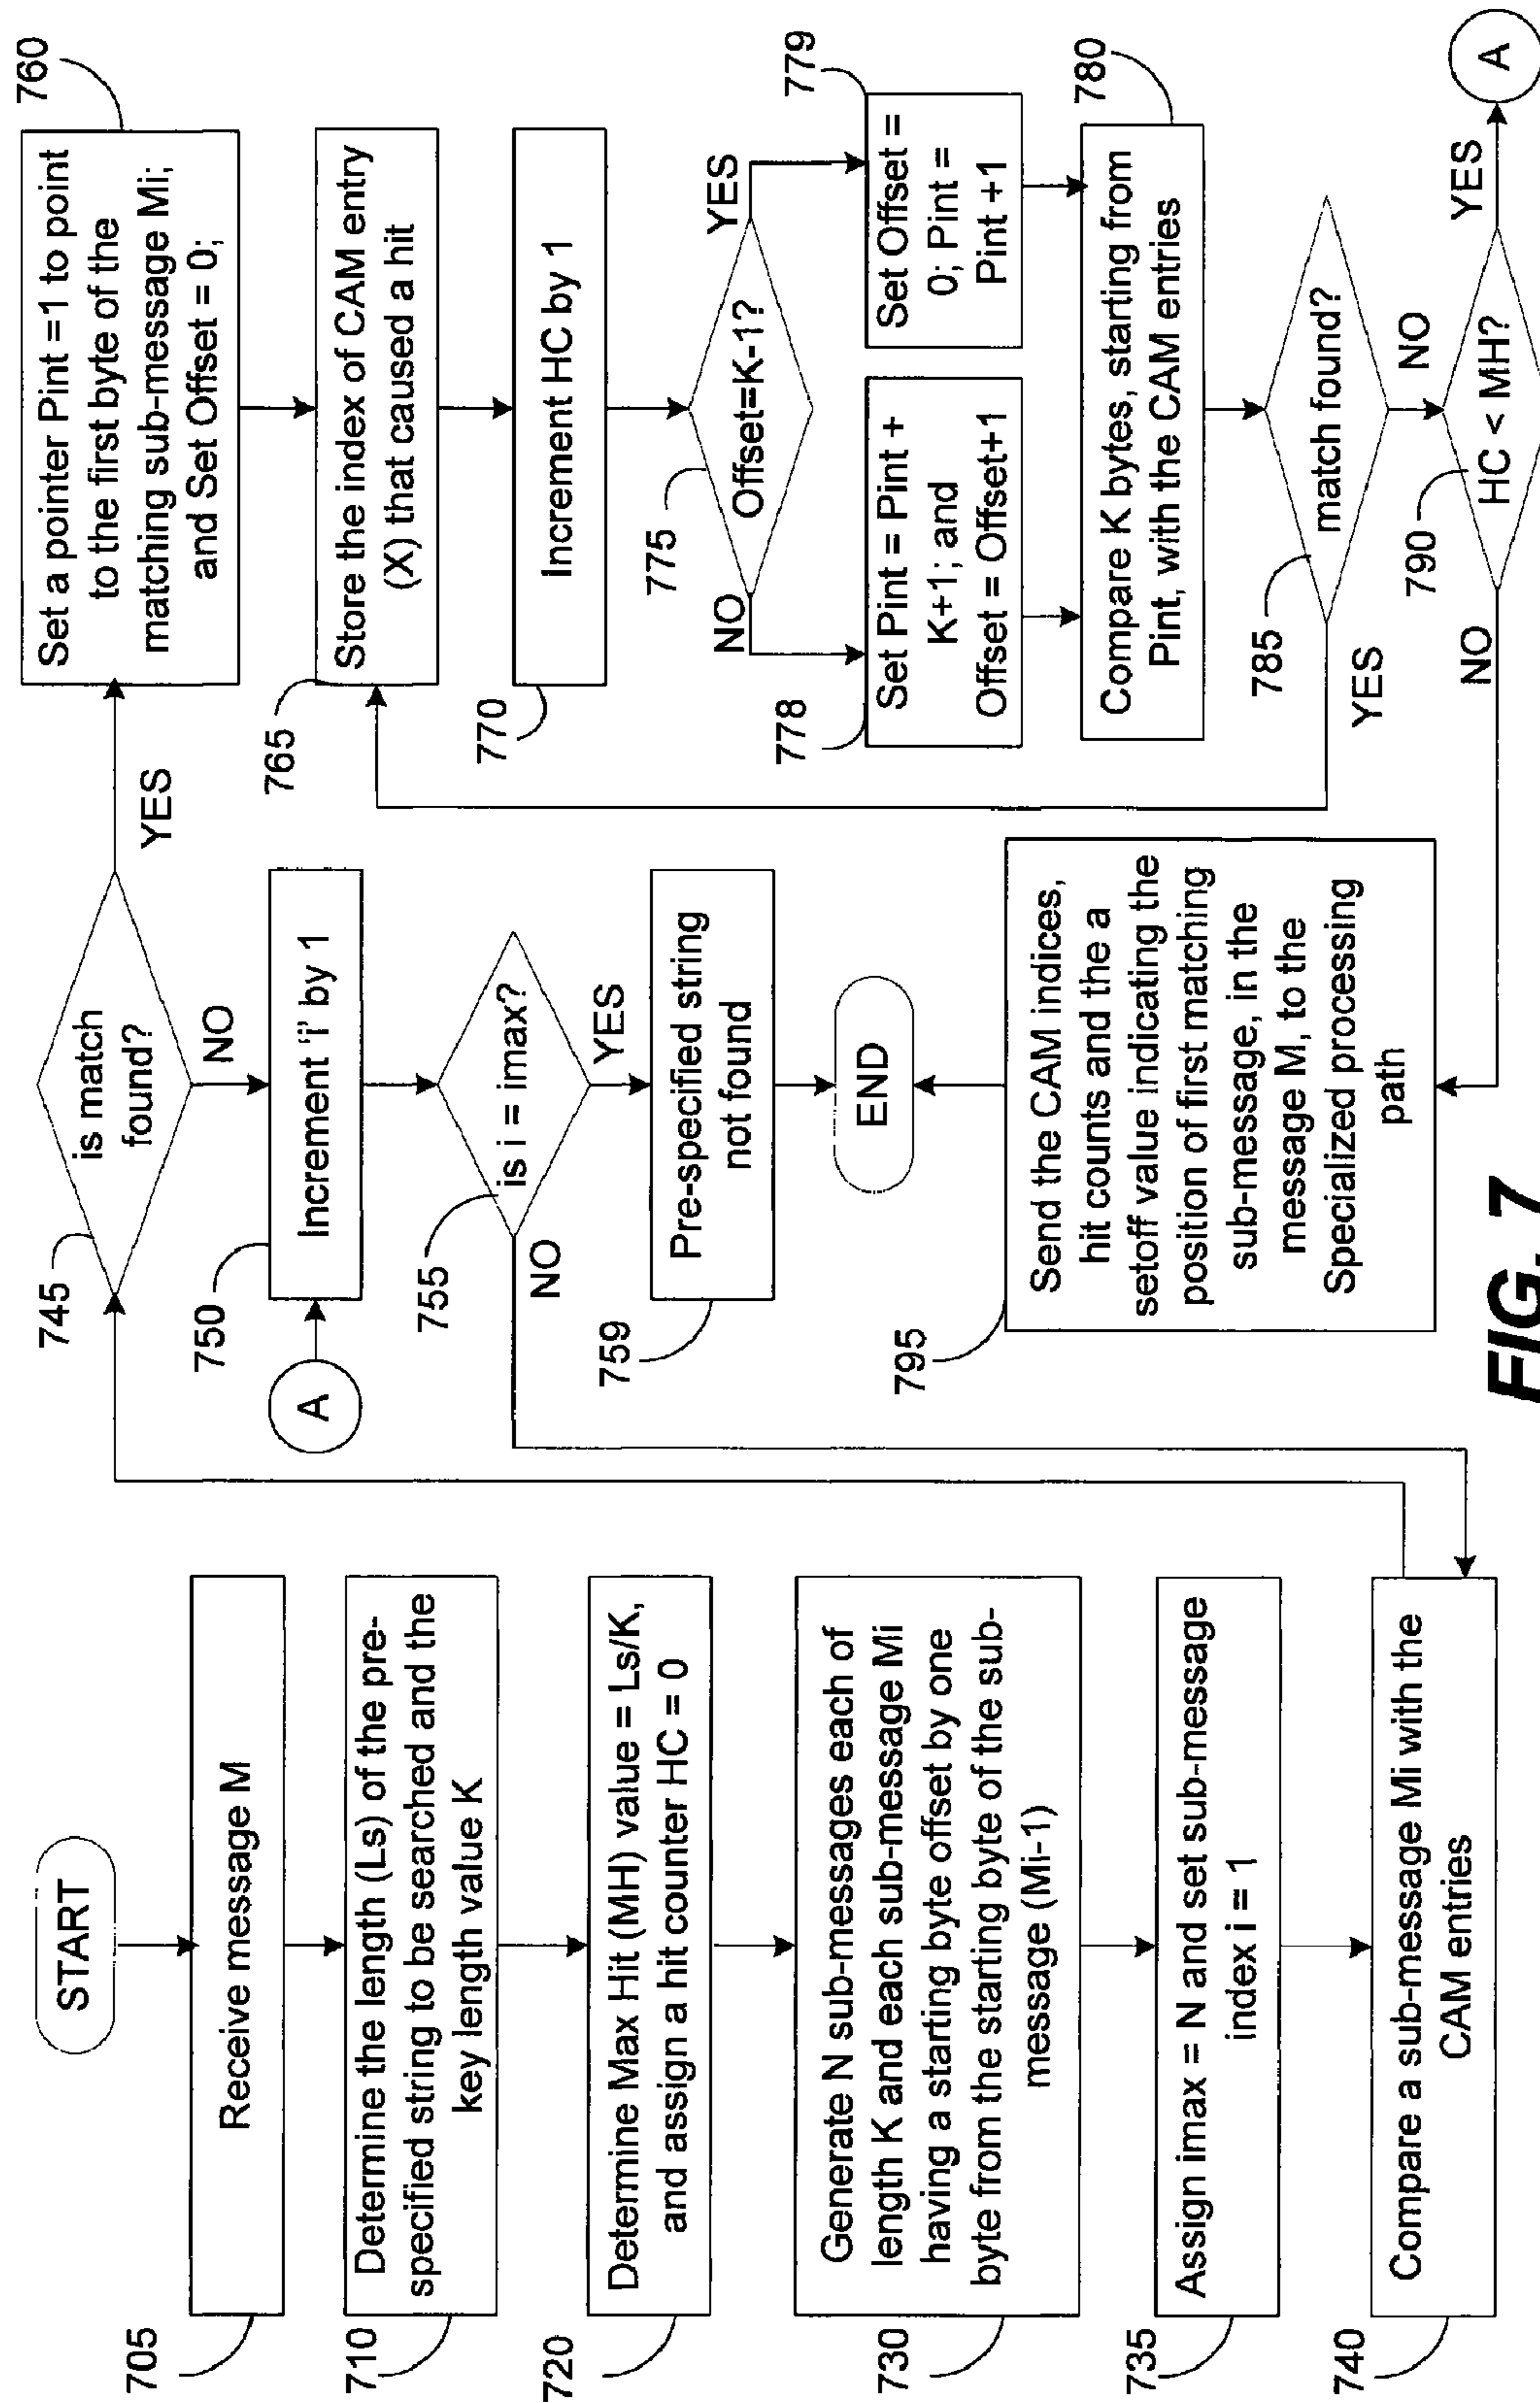 START
705
Receive message M
710
Determine the length (Ls) of the pre-
specified string to be searched and the
key length value K
720
Determine Max Hit (MH) value = Ls/K,
and assign a hit counter HC = 0
730
Generate N sub-messages each of
length K and each sub-message Mi
having a starting byte offset by one
byte from the starting byte of the sub-
message (Mi-1)
735
Assign imax = N and set sub-message
index i = 1
740
Compare a sub-message Mi with the
CAM entries
745
is match
found?
YES
NO
750
Increment 'i' by 1
A
755
is i = imax?
NO
YES
759
Pre-specified string
not found
END
795
Send the CAM indices,
hit counts and the a
setoff value indicating the
position of first matching
sub-message, in the
message M, to the
Specialized processing
path
760
Set a pointer Pint =1 to point
to the first byte of the
matching sub-message Mi;
and Set Offset = 0;
765
Store the index of CAM entry
(X) that caused a hit
770
Increment HC by 1
775
Offset=K-1?
NO
YES
778
Set Pint = Pint +
K+1; and
Offset = Offset+1
779
Set Offset =
0; Pint =
Pint +1
780
Compare K bytes, starting from
Pint, with the CAM entries
785
match found?
YES
NO
790
HC < MH?
NO
YES
A
FIG. 7